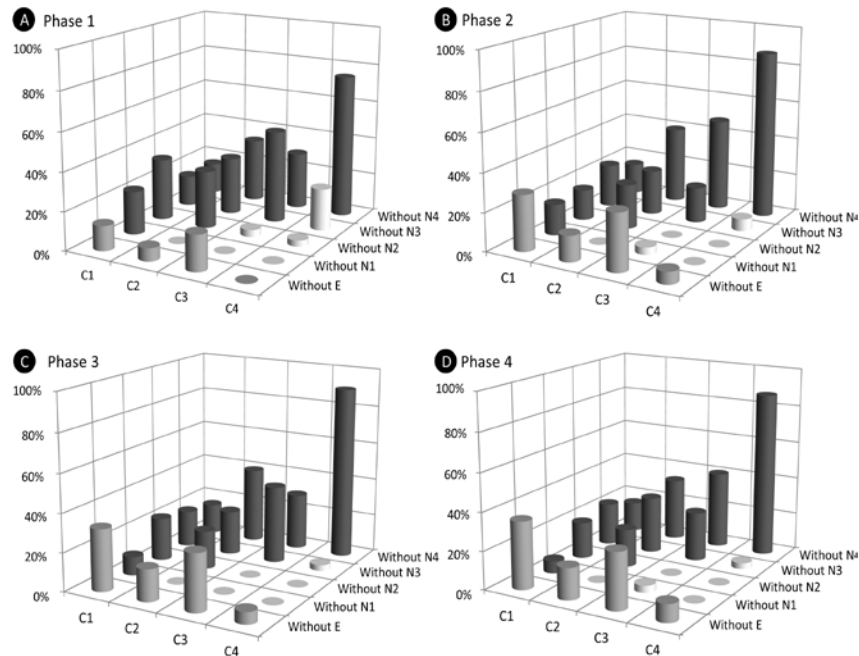 A Phase 1
100%
80%
60%
40%
20%
0%
C1
C2
C3
C4
Without N4
Without N3
Without N2
Without N1
Without E
B Phase 2
100%
80%
60%
40%
20%
0%
C1
C2
C3
C4
Without N4
Without N3
Without N2
Without N1
Without E
C Phase 3
100%
80%
60%
40%
20%
0%
C1
C2
C3
C4
Without N4
Without N3
Without N2
Without N1
Without E
D Phase 4
100%
80%
60%
40%
20%
0%
C1
C2
C3
C4
Without N4
Without N3
Without N2
Without N1
Without E